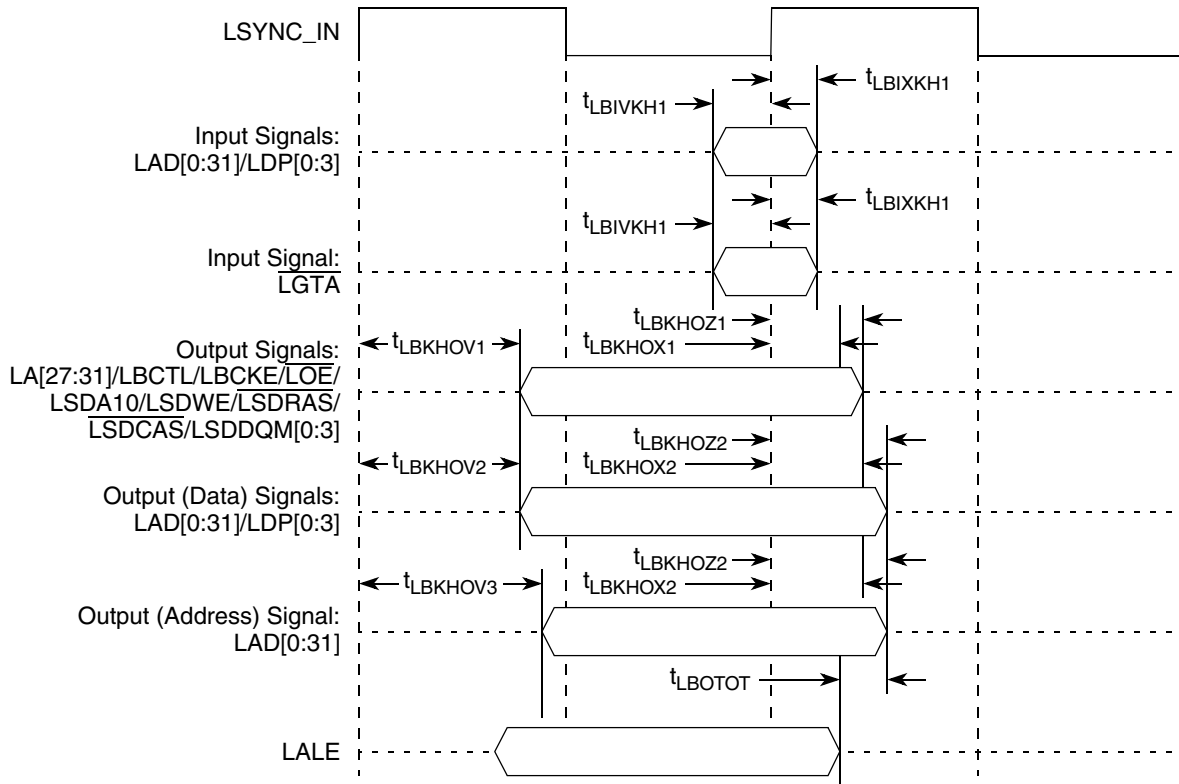 LSYNC_IN
tLBIXKH1
tLBIVKH1
Input Signals:
LAD[0:31]/LDP[0:3]
tLBIXKH1
tLBIVKH1
Input Signal:
LGTA
tLBKHOZ1
tLBKHOV1
tLBKHOX1
Output Signals:
LA[27:31]/LBCTL/LBCKE/LOE/
LSDA10/LSDWE/LSDRAS/
LSDCAS/LSDDQM[0:3]
tLBKHOZ2
tLBKHOV2
tLBKHOX2
Output (Data) Signals:
LAD[0:31]/LDP[0:3]
tLBKHOZ2
tLBKHOV3
tLBKHOX2
Output (Address) Signal:
LAD[0:31]
tLBOTOT
LALE